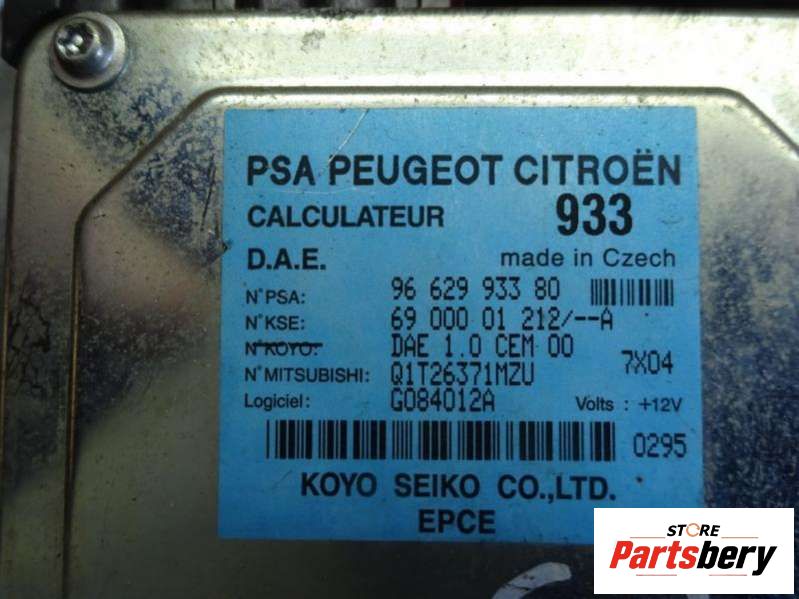 PSA PEUGEOT CITROËN
CALCULATEUR 933
D.A.E. made in Czech
N°PSA: 96 629 933 80
N°KSE: 69 000 01 212/--A
N°KOYO: DAE 1.0 CEM 00
7X04
N°MITSUBISHI: Q1T26371MZU
Logiciel: G084012A Volts : +12V
0295
KOYO SEIKO CO.,LTD.
EPCE
STORE
Partsbery